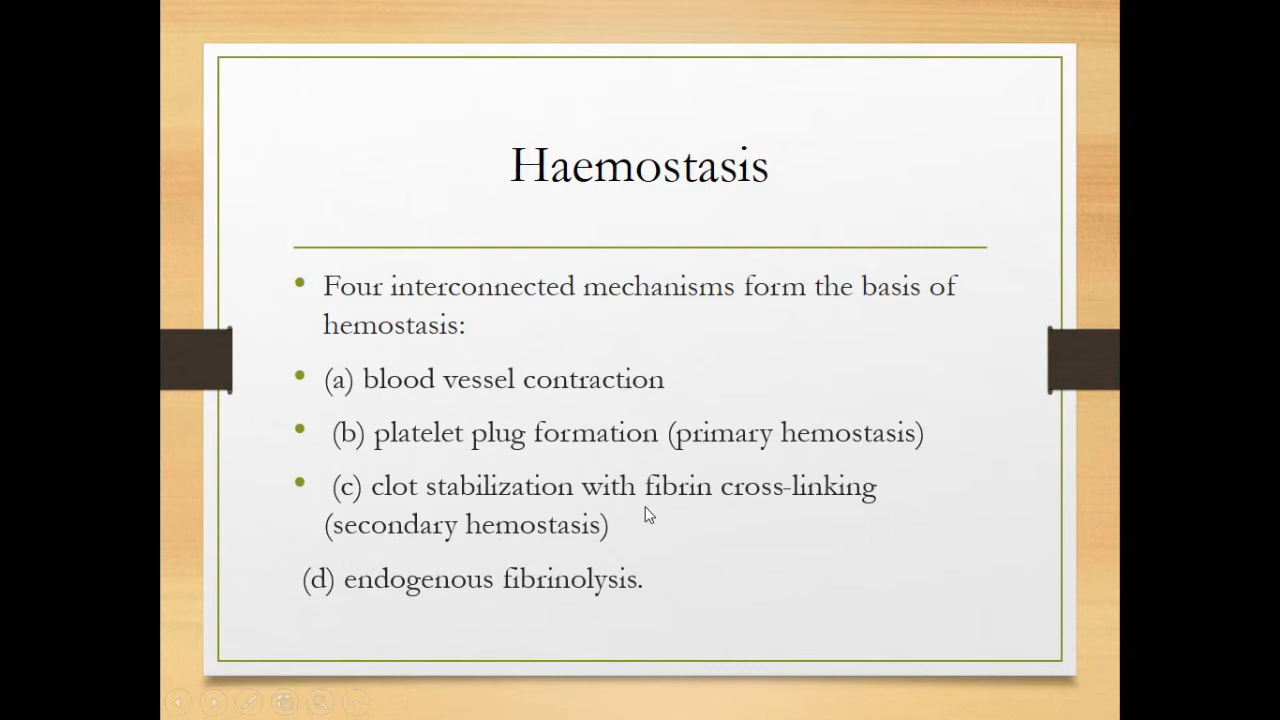 Haemostasis
• Four interconnected mechanisms form the basis of
hemostasis:
• (a) blood vessel contraction
• (b) platelet plug formation (primary hemostasis)
• (c) clot stabilization with fibrin cross-linking
(secondary hemostasis)
(d) endogenous fibrinolysis.